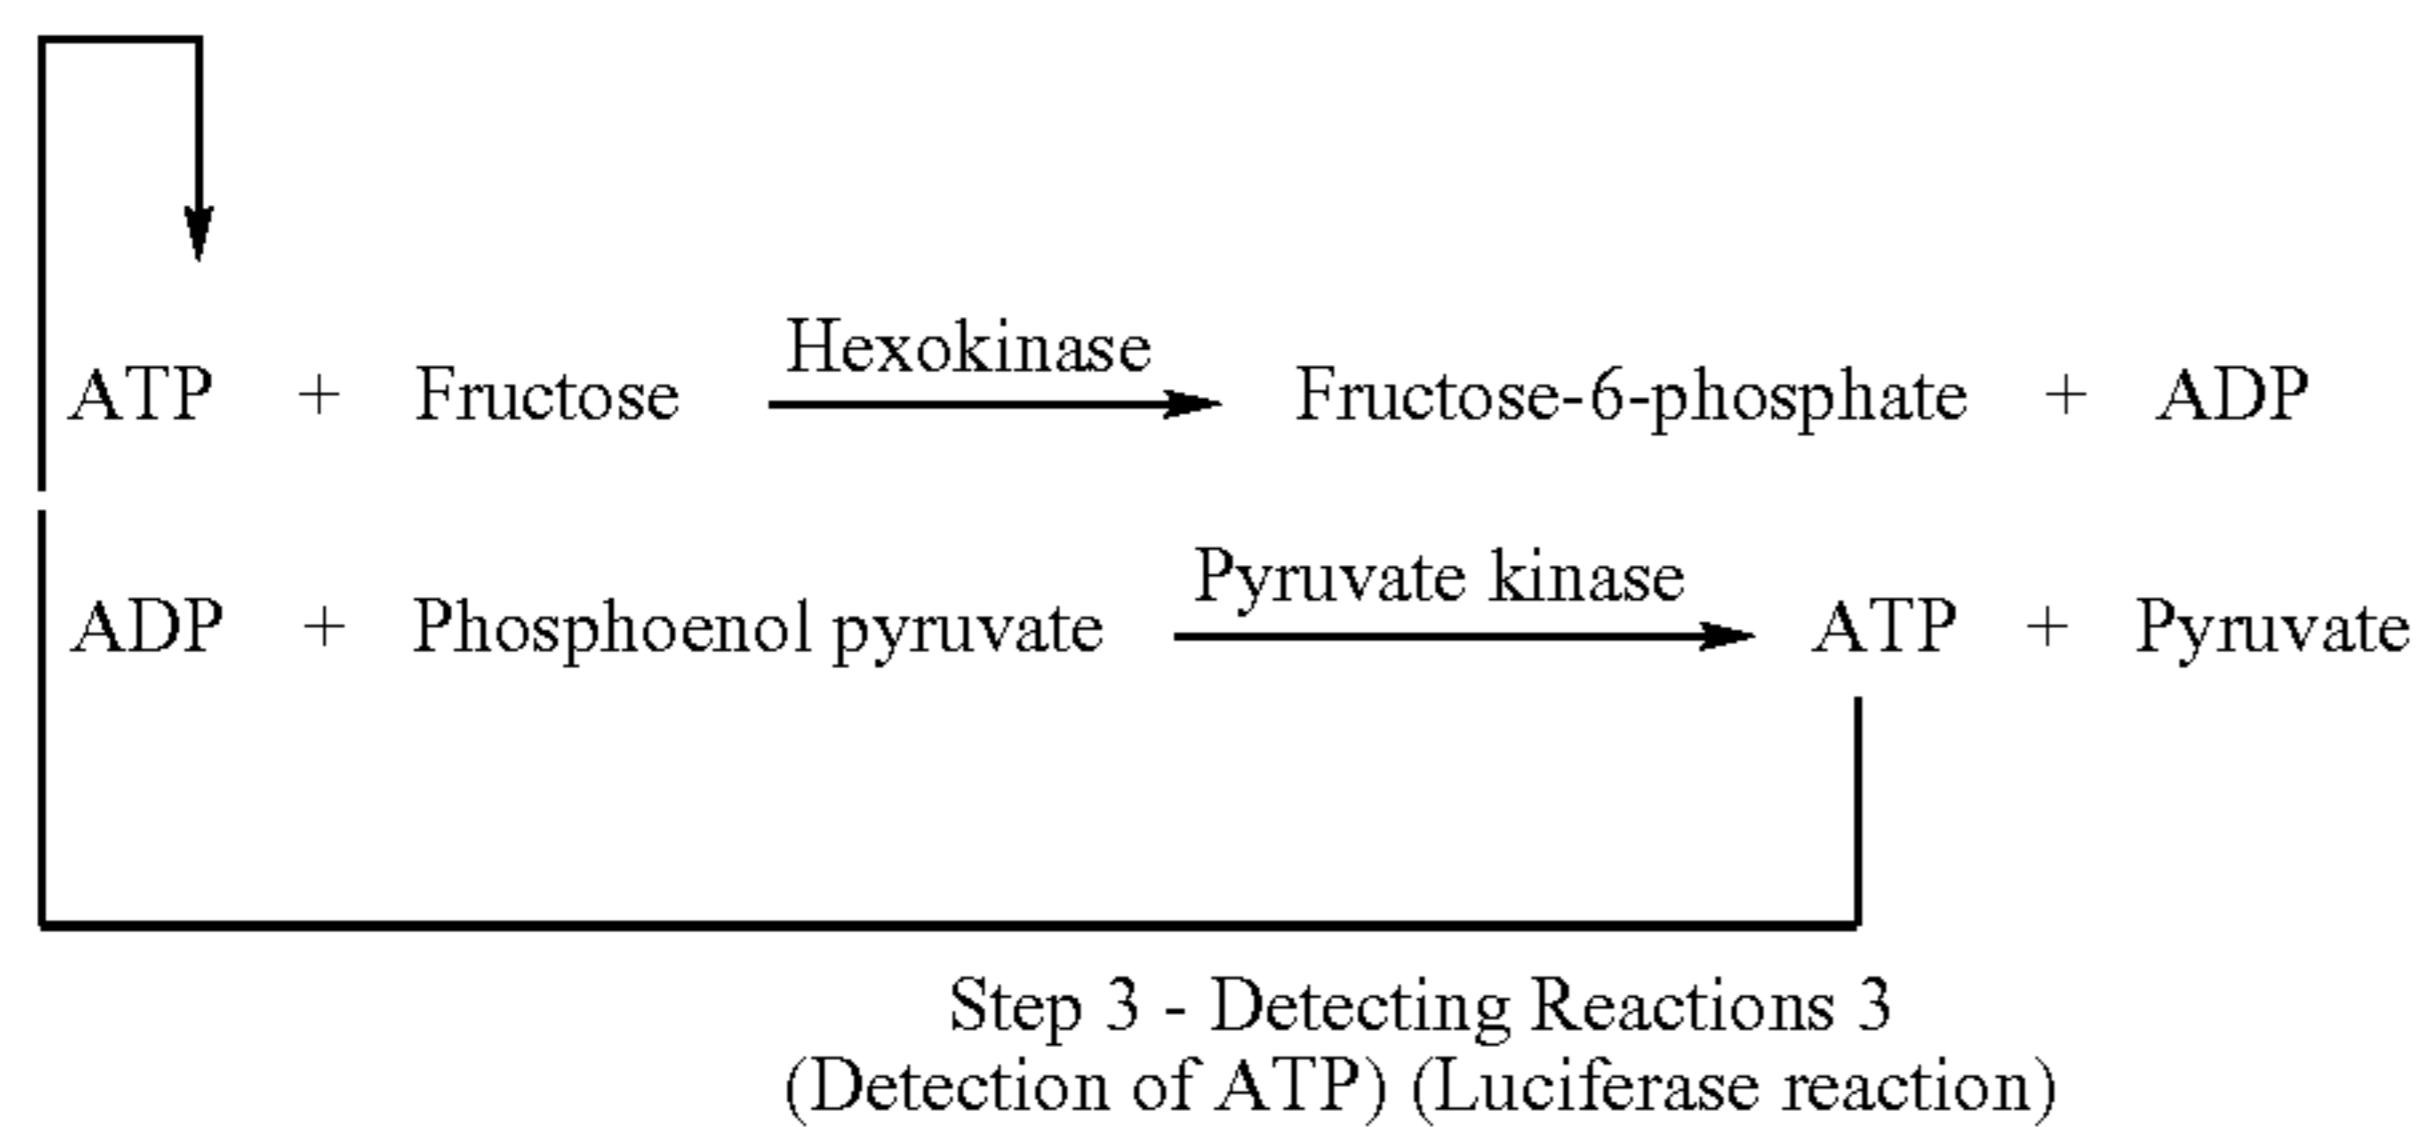 Hexokinase
ATP + Fructose Fructose-6-phosphate + ADP
Pyruvate kinase
ADP + Phosphoenol pyruvate ATP + Pyruvate
Step 3 - Detecting Reactions 3
(Detection of ATP) (Luciferase reaction)